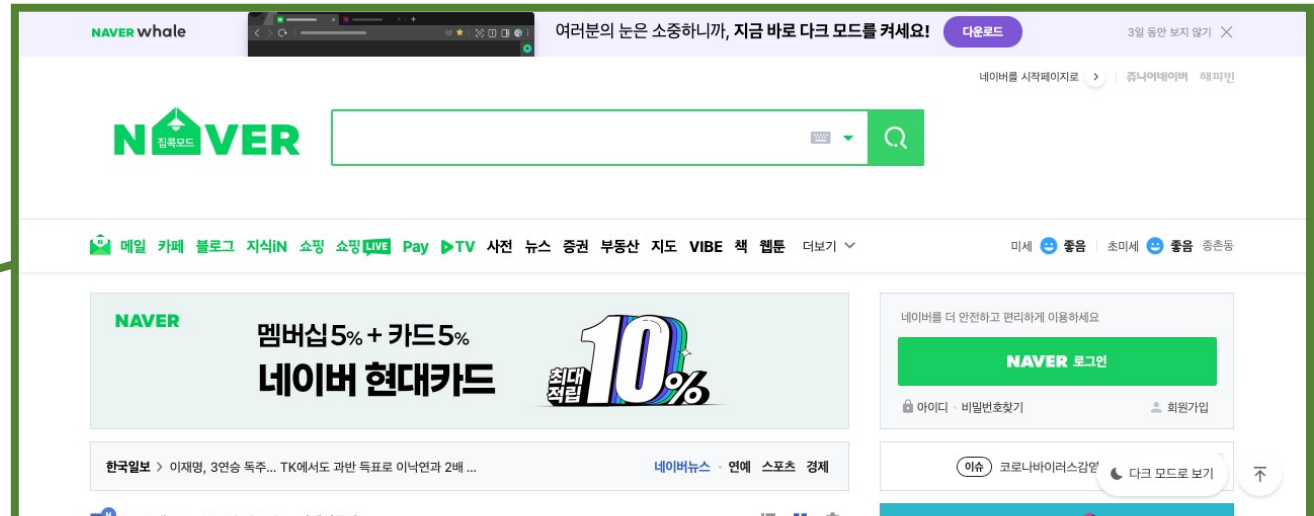 NAVER whale
여러분의 눈은 소중하니까, 지금 바로 다크 모드를 켜세요! 다운로드 3일 동안 보지 않기
네이버를 시작페이지로 쥬니어네이버 해피빈
NAVER
집콕모드
메일 카페 블로그 지식iN 쇼핑 쇼핑LIVE Pay TV 사전 뉴스 증권 부동산 지도 VIBE 책 웹툰 더보기 미세 좋음 초미세 좋음 종촌동
NAVER
멤버십 5% + 카드 5%
네이버 현대카드
최대 적립 10%
네이버를 더 안전하고 편리하게 이용하세요
NAVER 로그인
아이디 · 비밀번호찾기 회원가입
한국일보 > 이재명, 3연승 독주... TK에서도 과반 득표로 이낙연과 2배 ... 네이버뉴스 · 연예 스포츠 경제
이슈 코로나바이러스감염 다크 모드로 보기